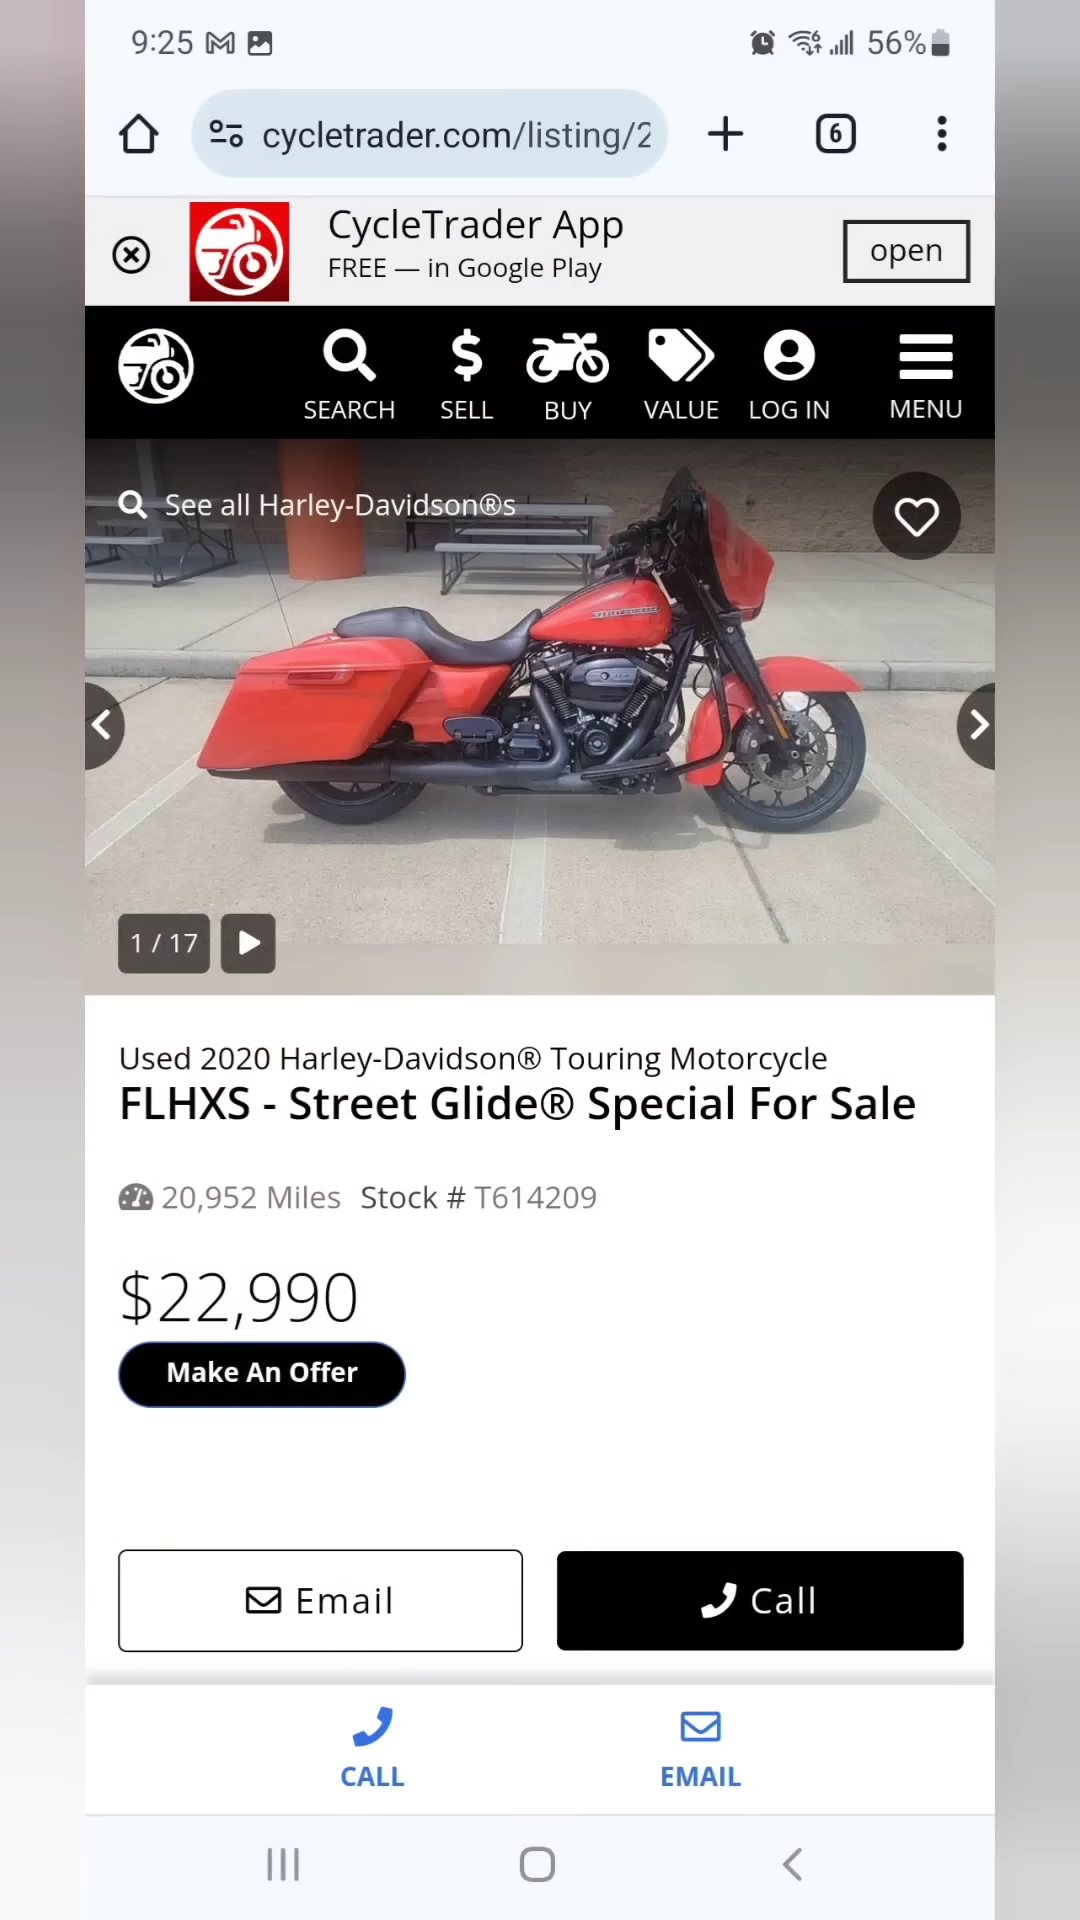 9:25 56%
cycletrader.com/listing/2
6
CycleTrader App
FREE — in Google Play
open
SEARCH SELL BUY VALUE LOG IN MENU
See all Harley-Davidson®s
1 / 17
Used 2020 Harley-Davidson® Touring Motorcycle
FLHXS - Street Glide® Special For Sale
20,952 Miles Stock # T614209
$22,990
Make An Offer
Email Call
CALL EMAIL